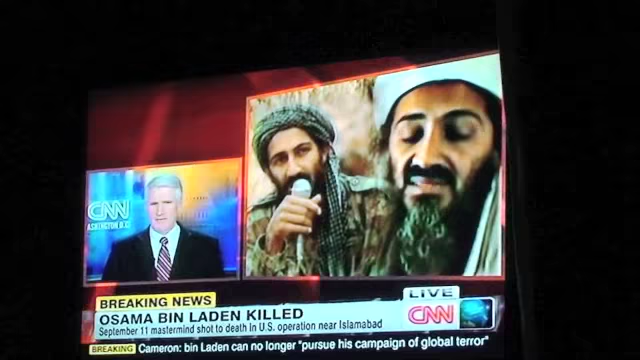 CNN
WASHINGTON D.C.
BREAKING NEWS
LIVE
OSAMA BIN LADEN KILLED
CNN
September 11 mastermind shot to death in U.S. operation near Islamabad
BREAKING Cameron: bin Laden can no longer "pursue his campaign of global terror"